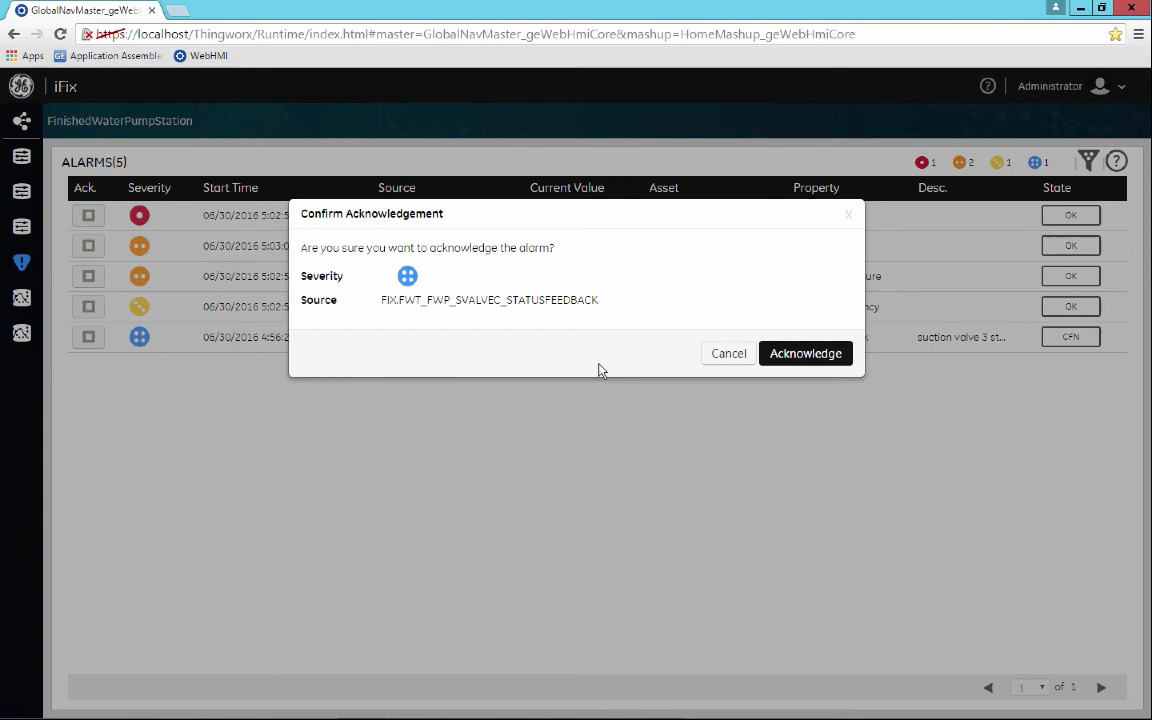 GlobalNavMaster_geWeb
https://localhost/Thingworx/Runtime/index.html#master=GlobalNavMaster_geWebHmiCore&mashup=HomeMashup_geWebHmiCore
Apps GE Application Assemble WebHMI
iFix Administrator
FinishedWaterPumpStation
ALARMS(5) 1 2 1 1
Ack. Severity Start Time Source Current Value Asset Property Desc. State
06/30/2016 5:02:5 OK
06/30/2016 5:03:0 OK
06/30/2016 5:02:5 ure OK
06/30/2016 5:02:5 cy OK
06/30/2016 4:56:2 suction valve 3 st... CFN
Confirm Acknowledgement X
Are you sure you want to acknowledge the alarm?
Severity
Source FIX.FWT_FWP_SVALVEC_STATUSFEEDBACK
Cancel Acknowledge
1 of 1